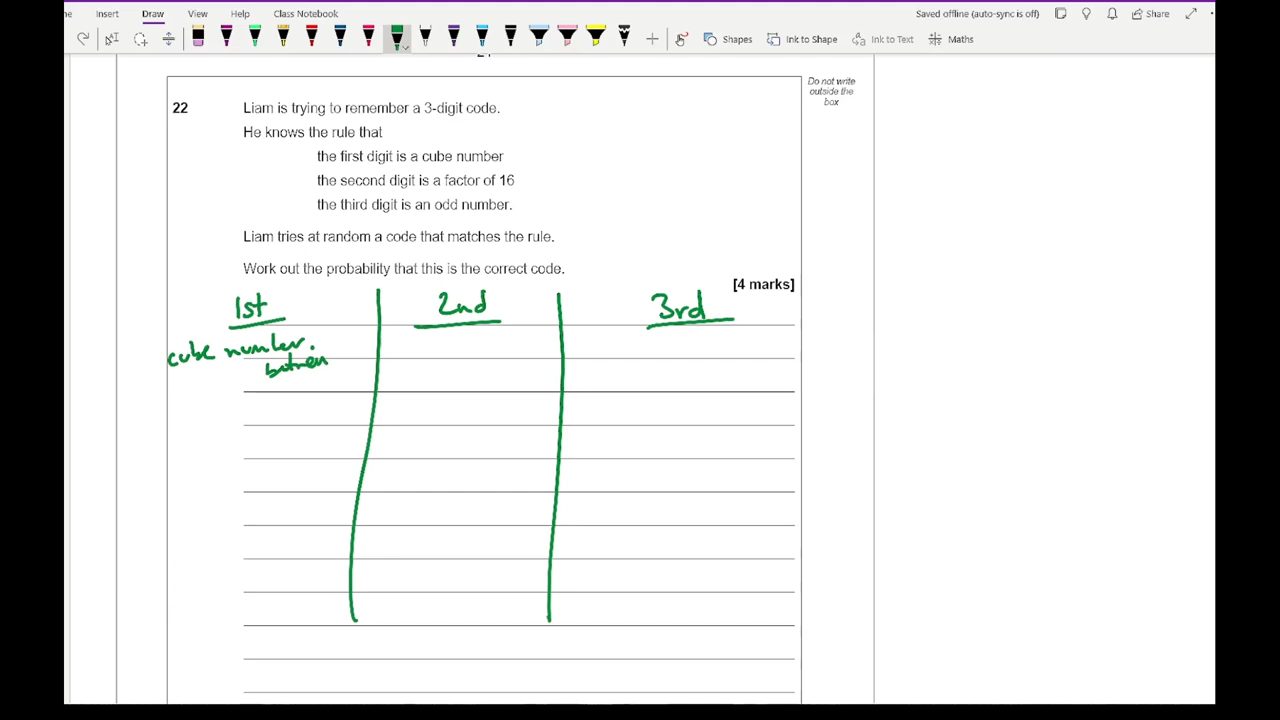 Insert Draw View Help Class Notebook Saved offline (auto-sync is off) Share
Shapes Ink to Shape Ink to Text Maths
Do not write
outside the
box
22 Liam is trying to remember a 3-digit code.
He knows the rule that
the first digit is a cube number
the second digit is a factor of 16
the third digit is an odd number.
Liam tries at random a code that matches the rule.
Work out the probability that this is the correct code.
[4 marks]
1st 2nd 3rd
cube number.